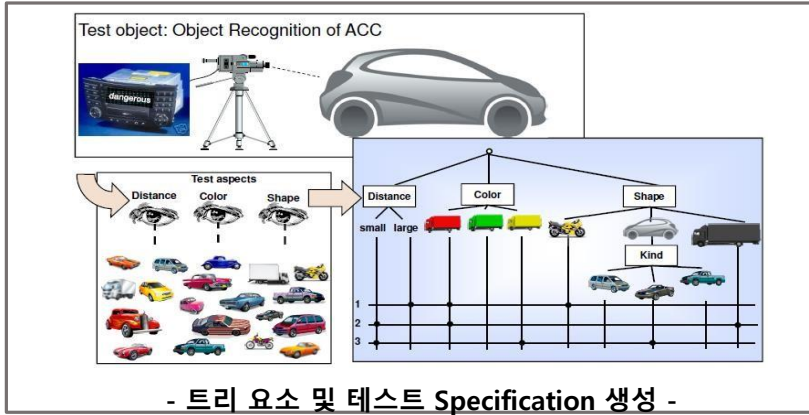 Test object: Object Recognition of ACC
dangerous
Test aspects
Distance Color Shape
Distance Color Shape
small large
Kind
1
2
3
- 트리 요소 및 테스트 Specification 생성 -